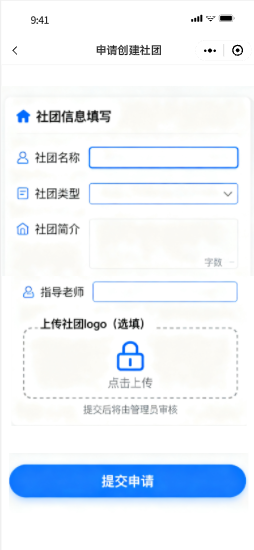 9:41
申请创建社团
社团信息填写
社团名称
社团类型
社团简介
字数
指导老师
上传社团logo（选填）
点击上传
提交后将由管理员审核
提交申请